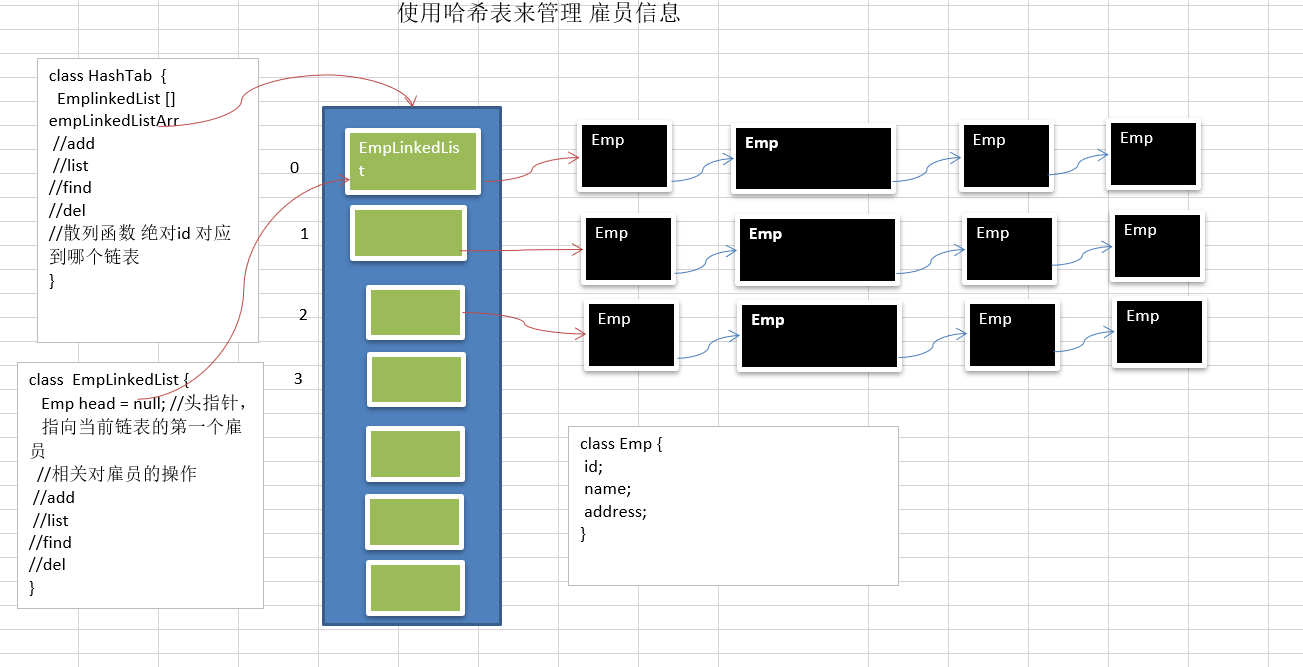 使用哈希表来管理 雇员信息
class HashTab {
EmplinkedList []
empLinkedListArr
//add
//list
//find
//del
//散列函数 绝对id 对应
到哪个链表
}
class EmpLinkedList {
Emp head = null; //头指针，
指向当前链表的第一个雇
员
//相关对雇员的操作
//add
//list
//find
//del
}
0
1
2
3
EmpLinkedLis
t
Emp
Emp
Emp
Emp
Emp
Emp
Emp
Emp
Emp
Emp
Emp
Emp
class Emp {
id;
name;
address;
}